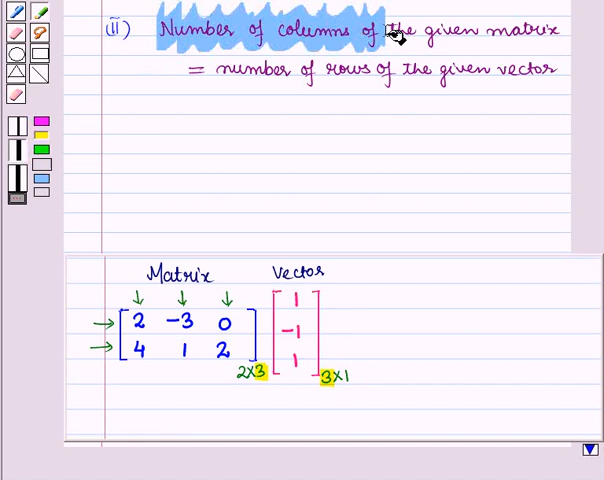 (ii) Number of columns of the given matrix
= number of rows of the given vector
Matrix Vector
2 -3 0
4 1 2
2x3
1
-1
1
3x1